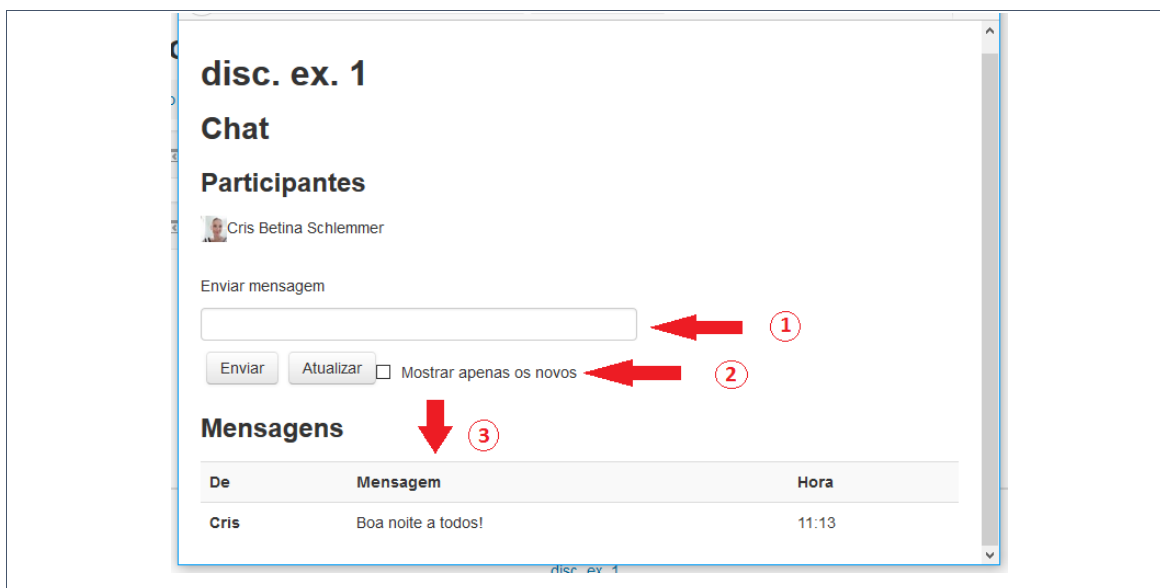 disc. ex. 1
Chat
Participantes
Cris Betina Schlemmer
Enviar mensagem
1
Enviar Atualizar Mostrar apenas os novos 2
Mensagens 3
De Mensagem Hora
Cris Boa noite a todos! 11:13
disc. ex. 1